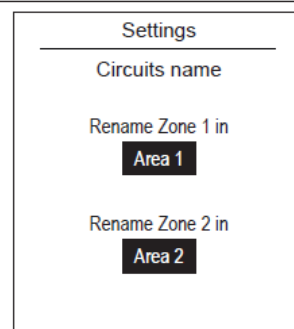 Settings
Circuits name
Rename Zone 1 in
Area 1
Rename Zone 2 in
Area 2